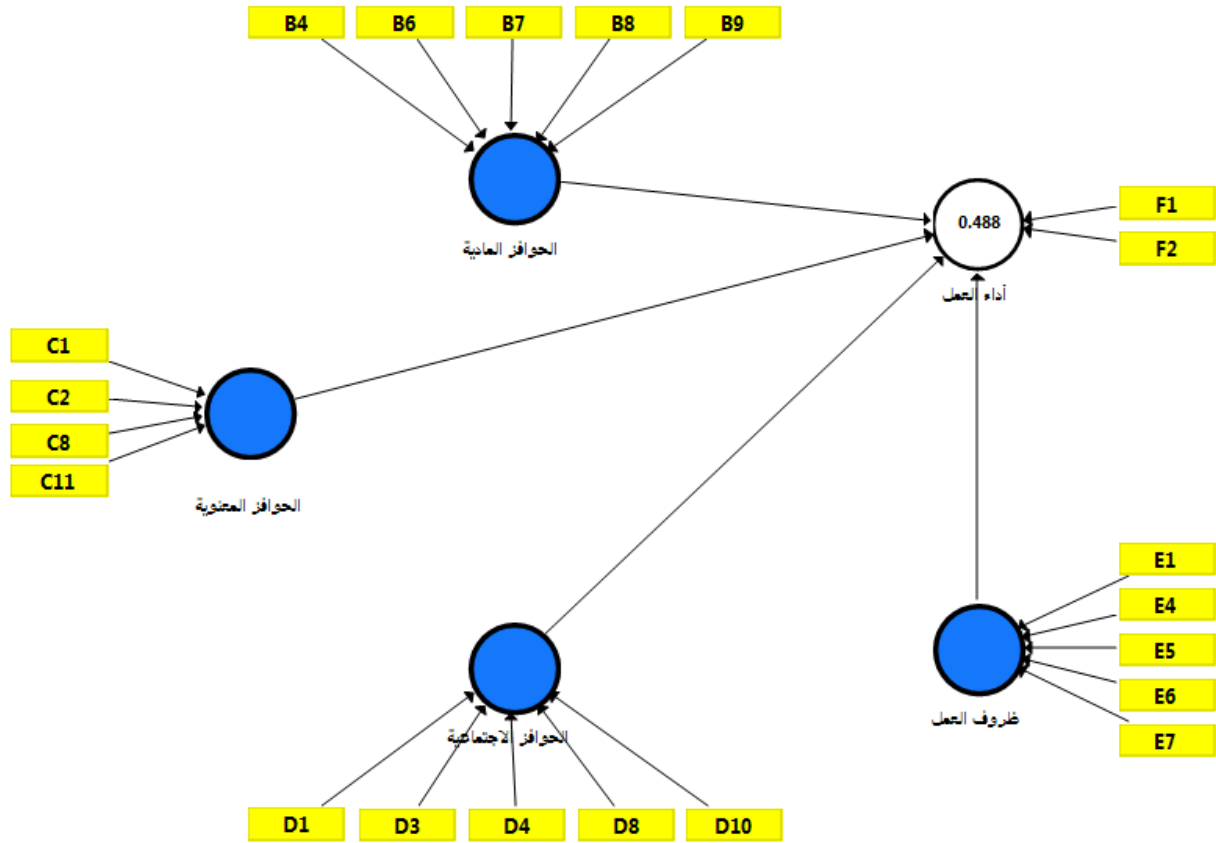 B4 B6 B7 B8 B9
الحوافز المادية
0.488
أداء العمل
F1
F2
C1
C2
C8
C11
الحوافز المعنوية
E1
E4
E5
E6
E7
ظروف العمل
الحوافز الاجتماعية
D1 D3 D4 D8 D10